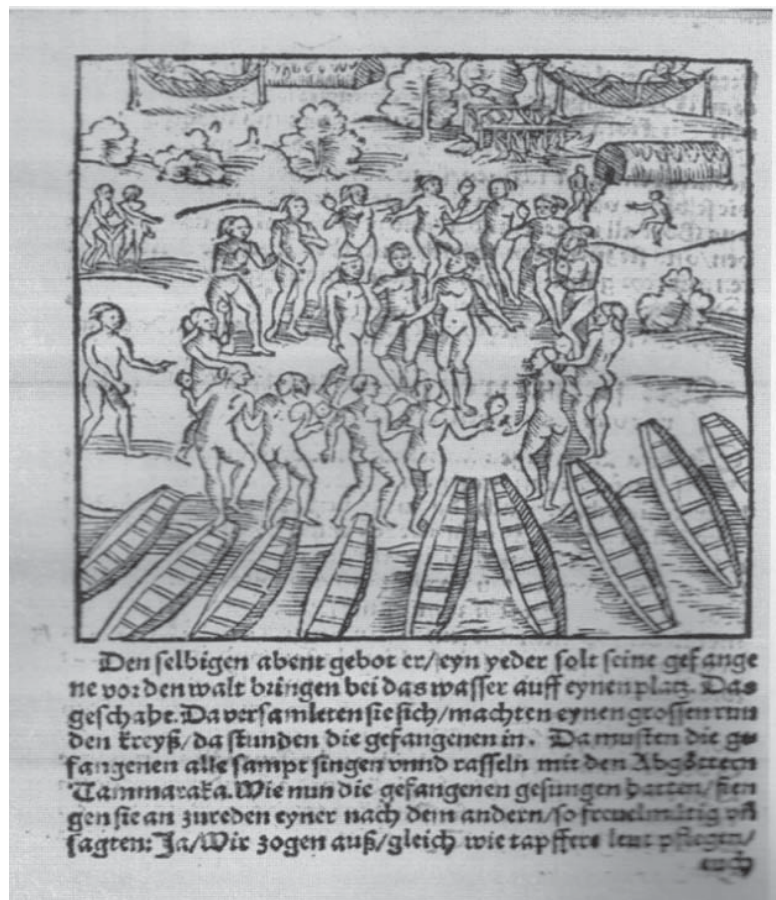 Den selbigen abent gebot er/eyn yeder solt seine gefange
ne vor den walt bringen bei das wasser auff eynen platz. Das
geschahe. Da versamleten sie sich/machten eynen grossen run
den kreyß/da stunden die gefangenen in. Da musten die ge-
fangenen alle sampt singen vnnd rasseln mit den Abgöttern
Tammaraka. Wie nun die gefangenen gesungen hatten/fien
gen sie an zureden eyner nach dem andern/so frevelmütig vñ
sagten: Ja/Wir zogen auß/gleich wie tapffere leut pflegen/
euch